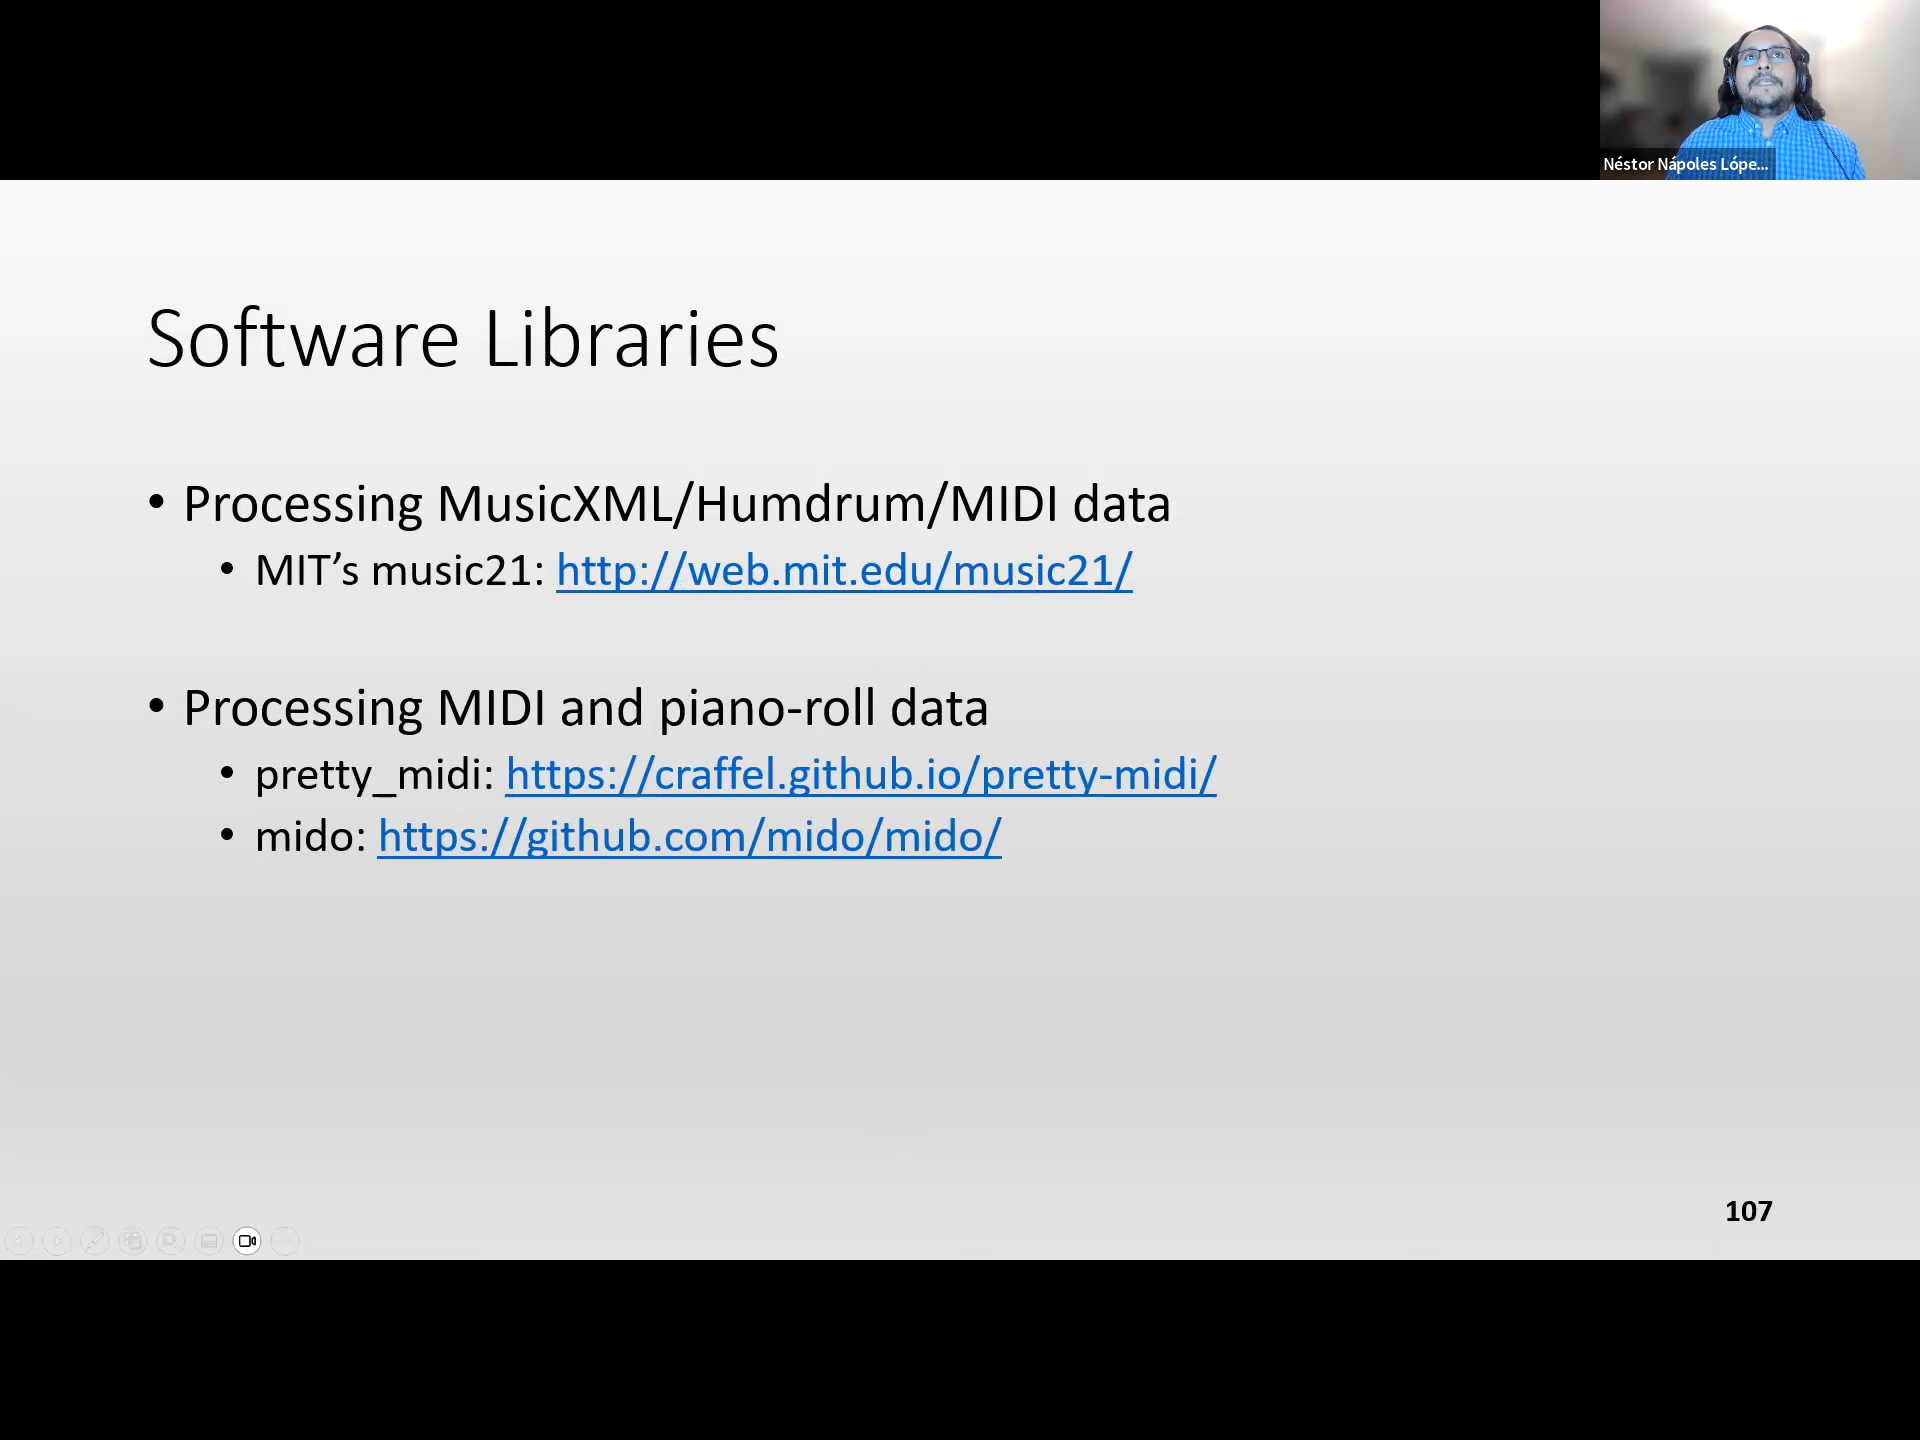 Néstor Nápoles Lópe...
Software Libraries
• Processing MusicXML/Humdrum/MIDI data
• MIT’s music21: http://web.mit.edu/music21/
• Processing MIDI and piano-roll data
• pretty_midi: https://craffel.github.io/pretty-midi/
• mido: https://github.com/mido/mido/
107